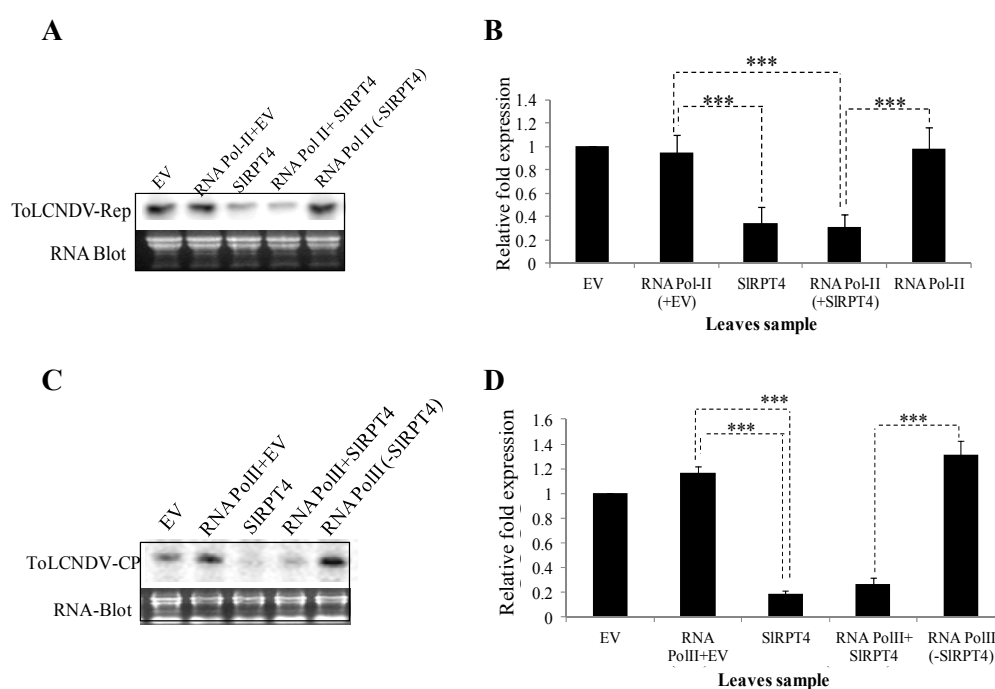 A
EV
RNA Pol-II+EV
SlRPT4
RNA Pol II+ SlRPT4
RNA Pol II (-SlRPT4)
ToLCNDV-Rep
RNA Blot
B
***
***
***
Relative fold expression
1.4
1.2
1
0.8
0.6
0.4
0.2
0
EV
RNA Pol-II
(+EV)
SlRPT4
RNA Pol-II
(+SlRPT4)
RNA Pol-II
Leaves sample
C
EV
RNA PolII+EV
SlRPT4
RNA PolII+SlRPT4
RNA PolII (-SlRPT4)
ToLCNDV-CP
RNA-Blot
D
***
***
***
Relative fold expression
1.6
1.4
1.2
1
0.8
0.6
0.4
0.2
0
EV
RNA
PolII+EV
SlRPT4
RNA PolII+
SlRPT4
RNA PolII
(-SlRPT4)
Leaves sample